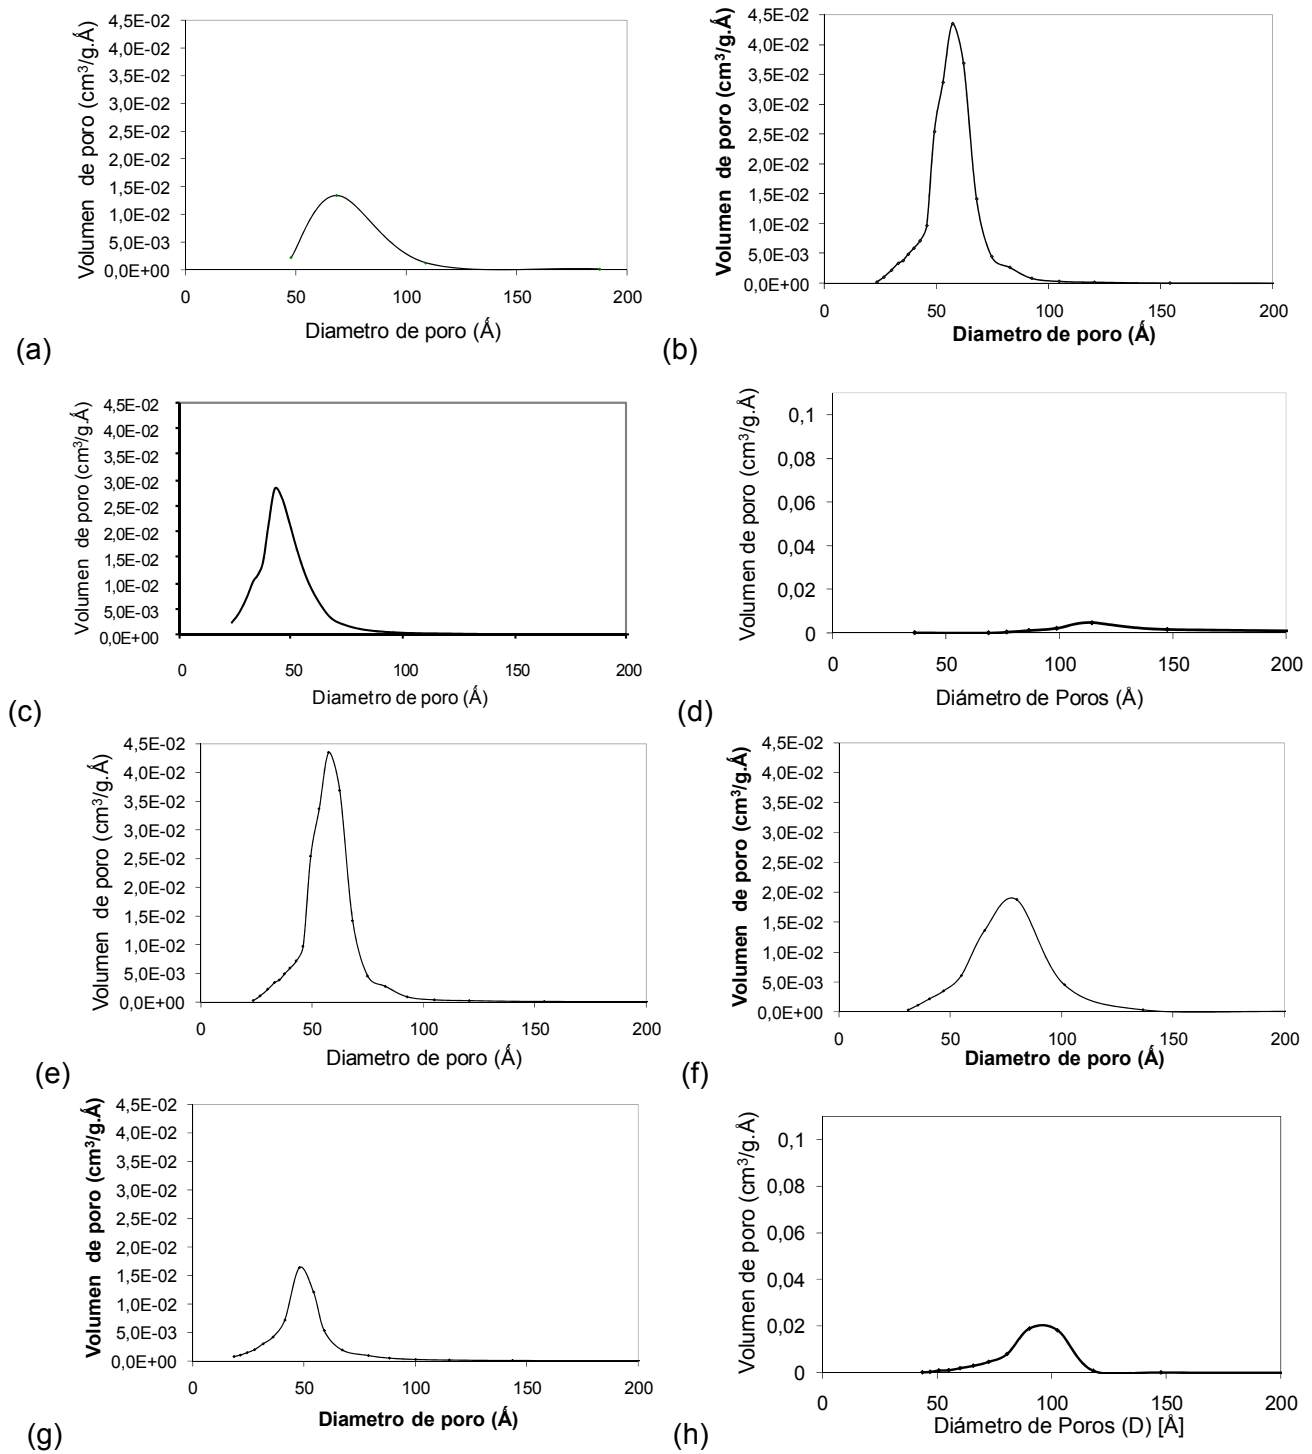 4,5E-02
4,0E-02
3,5E-02
3,0E-02
2,5E-02
2,0E-02
1,5E-02
1,0E-02
5,0E-03
0,0E+00
Volumen de poro (cm³/g.Ǻ)
0 50 100 150 200
Diametro de poro (Ǻ)
(a)
4,5E-02
4,0E-02
3,5E-02
3,0E-02
2,5E-02
2,0E-02
1,5E-02
1,0E-02
5,0E-03
0,0E+00
Volumen de poro (cm³/g.Ǻ)
0 50 100 150 200
Diametro de poro (Ǻ)
(b)
4,5E-02
4,0E-02
3,5E-02
3,0E-02
2,5E-02
2,0E-02
1,5E-02
1,0E-02
5,0E-03
0,0E+00
Volumen de poro (cm³/g.Ǻ)
0 50 100 150 200
Diametro de poro (Ǻ)
(c)
0,1
0,08
0,06
0,04
0,02
0
Volumen de poro (cm³/g.Å)
0 50 100 150 200
Diámetro de Poros (Å)
(d)
4,5E-02
4,0E-02
3,5E-02
3,0E-02
2,5E-02
2,0E-02
1,5E-02
1,0E-02
5,0E-03
0,0E+00
Volumen de poro (cm³/g.Ǻ)
0 50 100 150 200
Diametro de poro (Ǻ)
(e)
4,5E-02
4,0E-02
3,5E-02
3,0E-02
2,5E-02
2,0E-02
1,5E-02
1,0E-02
5,0E-03
0,0E+00
Volumen de poro (cm³/g.Ǻ)
0 50 100 150 200
Diametro de poro (Ǻ)
(f)
4,5E-02
4,0E-02
3,5E-02
3,0E-02
2,5E-02
2,0E-02
1,5E-02
1,0E-02
5,0E-03
0,0E+00
Volumen de poro (cm³/g.Ǻ)
0 50 100 150 200
Diametro de poro (Ǻ)
(g)
0,1
0,08
0,06
0,04
0,02
0
Volumen de poro (cm³/g.Å)
0 50 100 150 200
Diámetro de Poros (D) [Å]
(h)